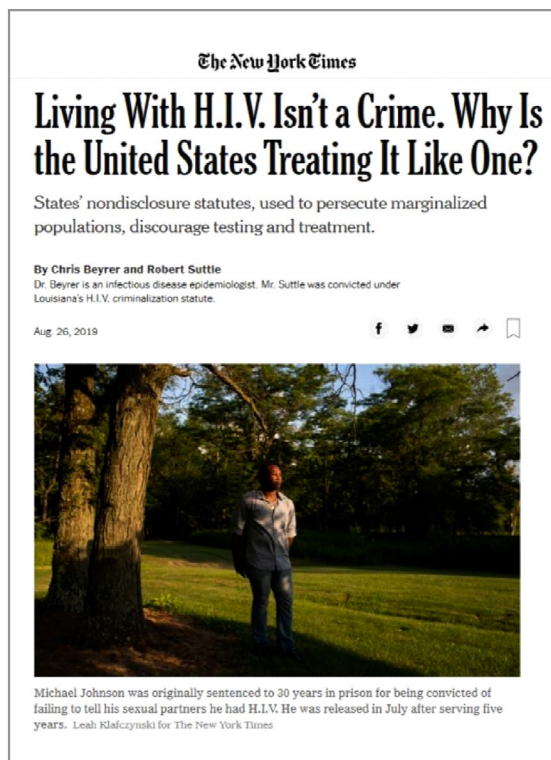 The New York Times
Living With H.I.V. Isn’t a Crime. Why Is
the United States Treating It Like One?
States’ nondisclosure statutes, used to persecute marginalized
populations, discourage testing and treatment.
By Chris Beyrer and Robert Suttle
Dr. Beyrer is an infectious disease epidemiologist. Mr. Suttle was convicted under
Louisiana’s H.I.V. criminalization statute.
Aug. 26, 2019
Michael Johnson was originally sentenced to 30 years in prison for being convicted of
failing to tell his sexual partners he had H.I.V. He was released in July after serving five
years. Leah Klafczynski for The New York Times